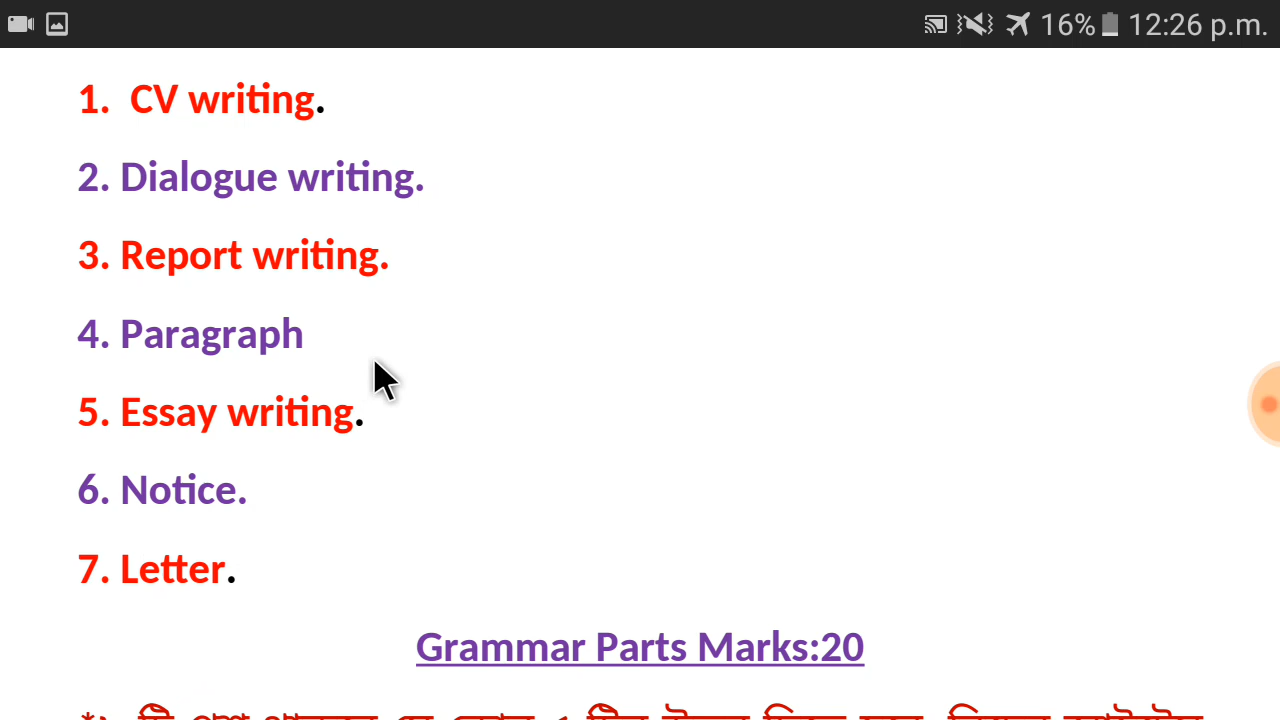 16% 12:26 p.m.
1. CV writing.
2. Dialogue writing.
3. Report writing.
4. Paragraph
5. Essay writing.
6. Notice.
7. Letter.
Grammar Parts Marks:20